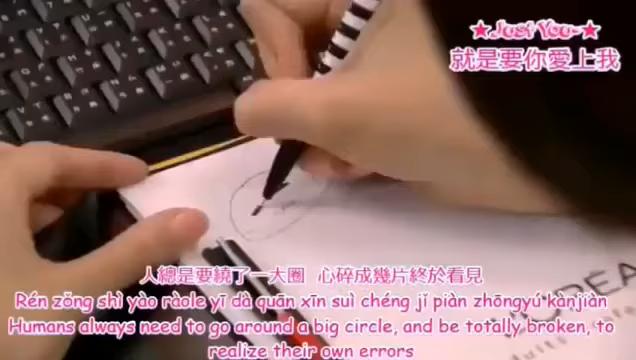 ★Just You~★
就是要你愛上我
人總是要繞了一大圈 心碎成幾片終於看見
Rén zǒng shì yào ràole yī dà quān xīn suì chéng jǐ piàn zhōngyú kànjiàn
Humans always need to go around a big circle, and be totally broken, to
realize their own errors